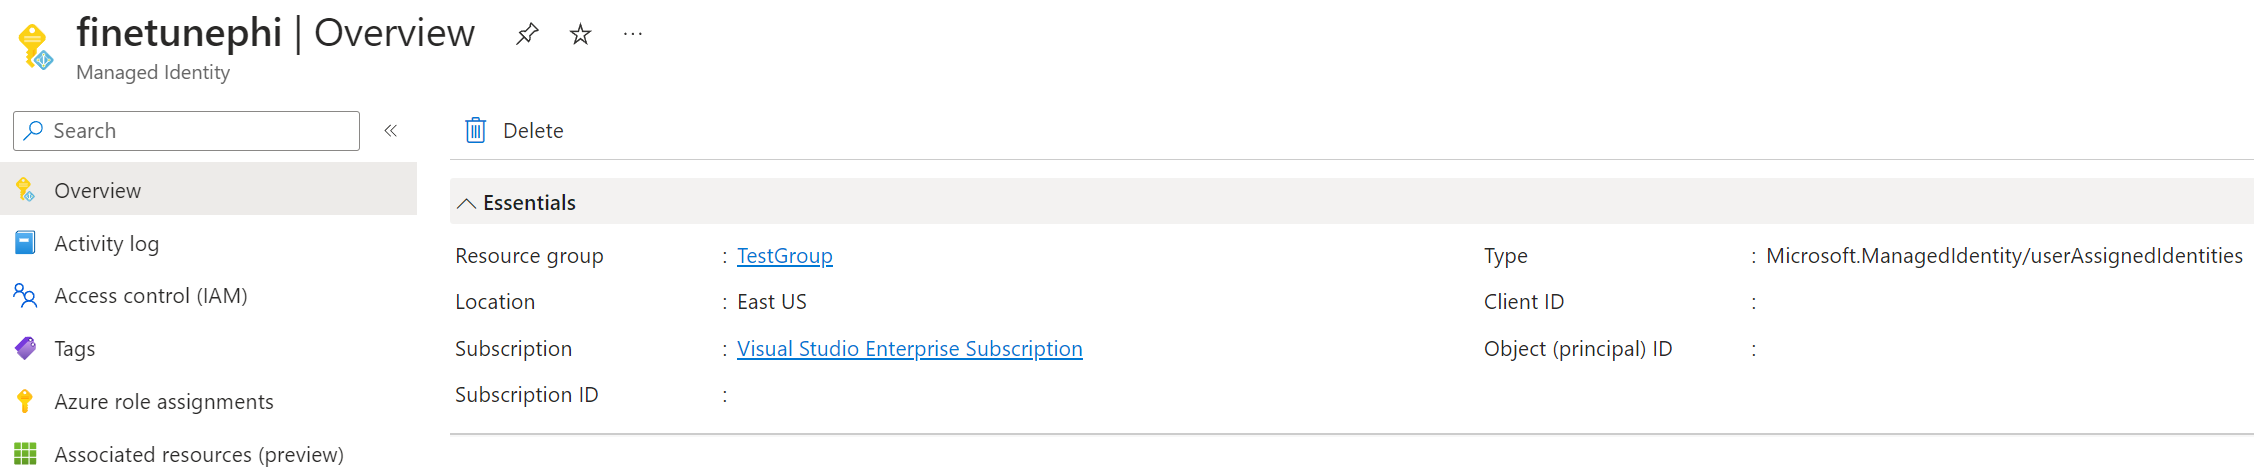 finetunephi | Overview
Managed Identity
Search
Overview
Activity log
Access control (IAM)
Tags
Azure role assignments
Associated resources (preview)
Delete
Essentials
Resource group : TestGroup
Location : East US
Subscription : Visual Studio Enterprise Subscription
Subscription ID :
Type : Microsoft.ManagedIdentity/userAssignedIdentities
Client ID :
Object (principal) ID :